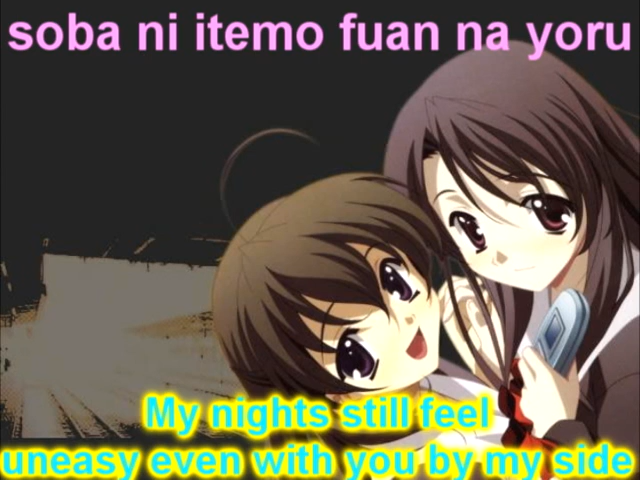 soba ni itemo fuan na yoru
My nights still feel
uneasy even with you by my side